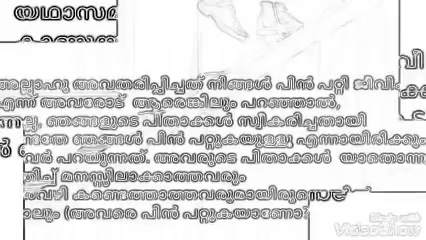 യഥാസമ
അല്ലാഹു അവതരിപ്പിച്ചത് നിങ്ങൾ പിൻ പറ്റി ജീവി
എന്ന് അവരോട് ആരെങ്കിലും പറഞ്ഞാൽ,
ല്ല, ഞങ്ങളുടെ പിതാക്കൾ സ്വീകരിച്ചതായി
ഞങ്ങൾ പിൻ പറ്റുകയുള്ളൂ എന്നായിരിക്കും
വർ പറയുന്നത്. അവരുടെ പിതാക്കൾ യാതൊന്നു
മനസ്സിലാക്കാത്തവരും
കണ്ടെത്താത്തവരുമായിരുന്നെ
ലും (അവരെ പിൻ പറ്റുകയാണോ
VideoShow